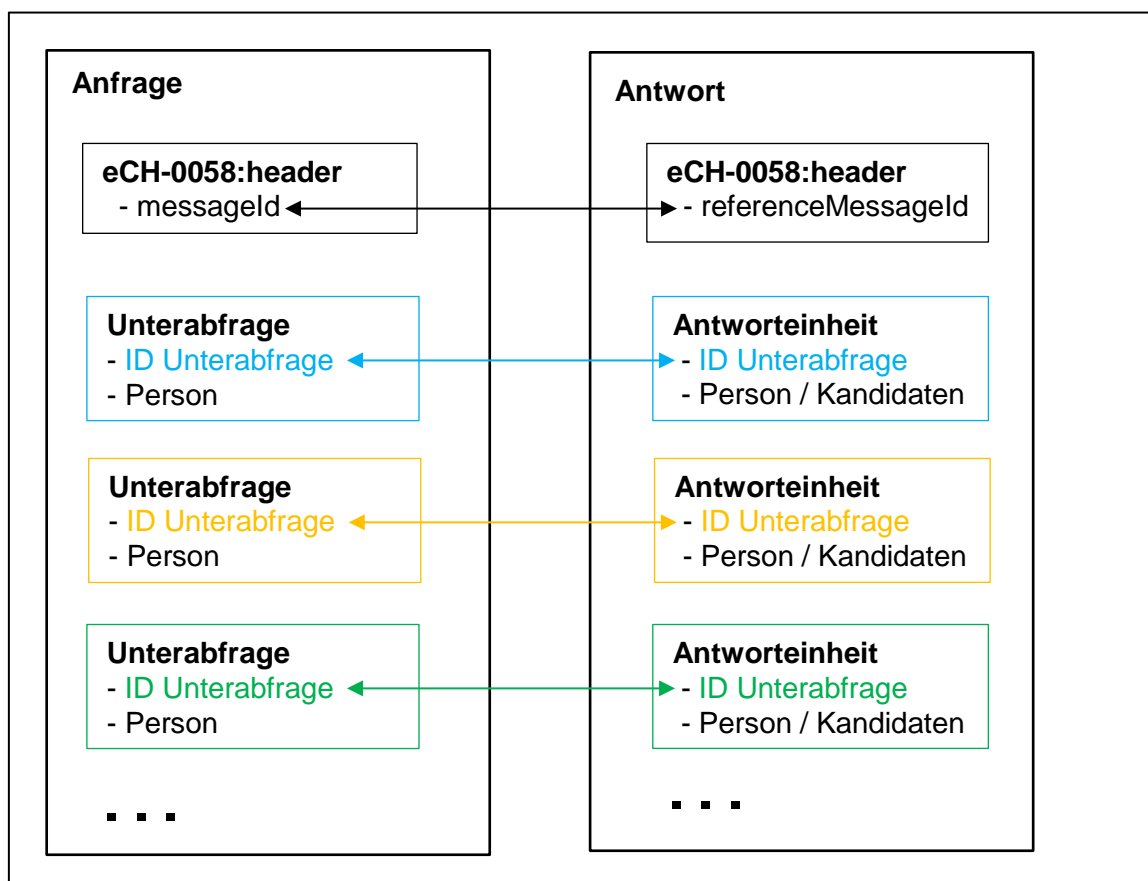 Anfrage
eCH-0058:header
- messageId
Unterabfrage
- ID Unterabfrage
- Person
Unterabfrage
- ID Unterabfrage
- Person
Unterabfrage
- ID Unterabfrage
- Person
. . .
Antwort
eCH-0058:header
- referenceMessageId
Antworteinheit
- ID Unterabfrage
- Person / Kandidaten
Antworteinheit
- ID Unterabfrage
- Person / Kandidaten
Antworteinheit
- ID Unterabfrage
- Person / Kandidaten
. . .